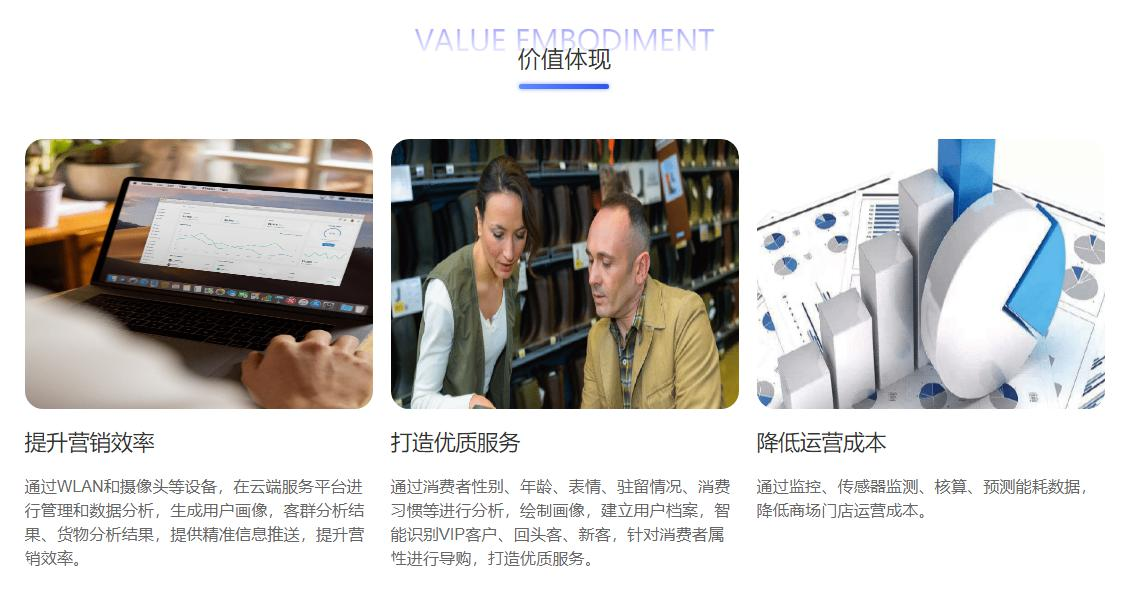 VALUE EMBODIMENT
价值体现
提升营销效率
通过WLAN和摄像头等设备，在云端服务平台进
行管理和数据分析，生成用户画像，客群分析结
果、货物分析结果，提供精准信息推送，提升营
销效率。
打造优质服务
通过消费者性别、年龄、表情、驻留情况、消费
习惯等进行分析，绘制画像，建立用户档案，智
能识别VIP客户、回头客、新客，针对消费者属
性进行导购，打造优质服务。
降低运营成本
通过监控、传感器监测、核算、预测能耗数据，
降低商场门店运营成本。